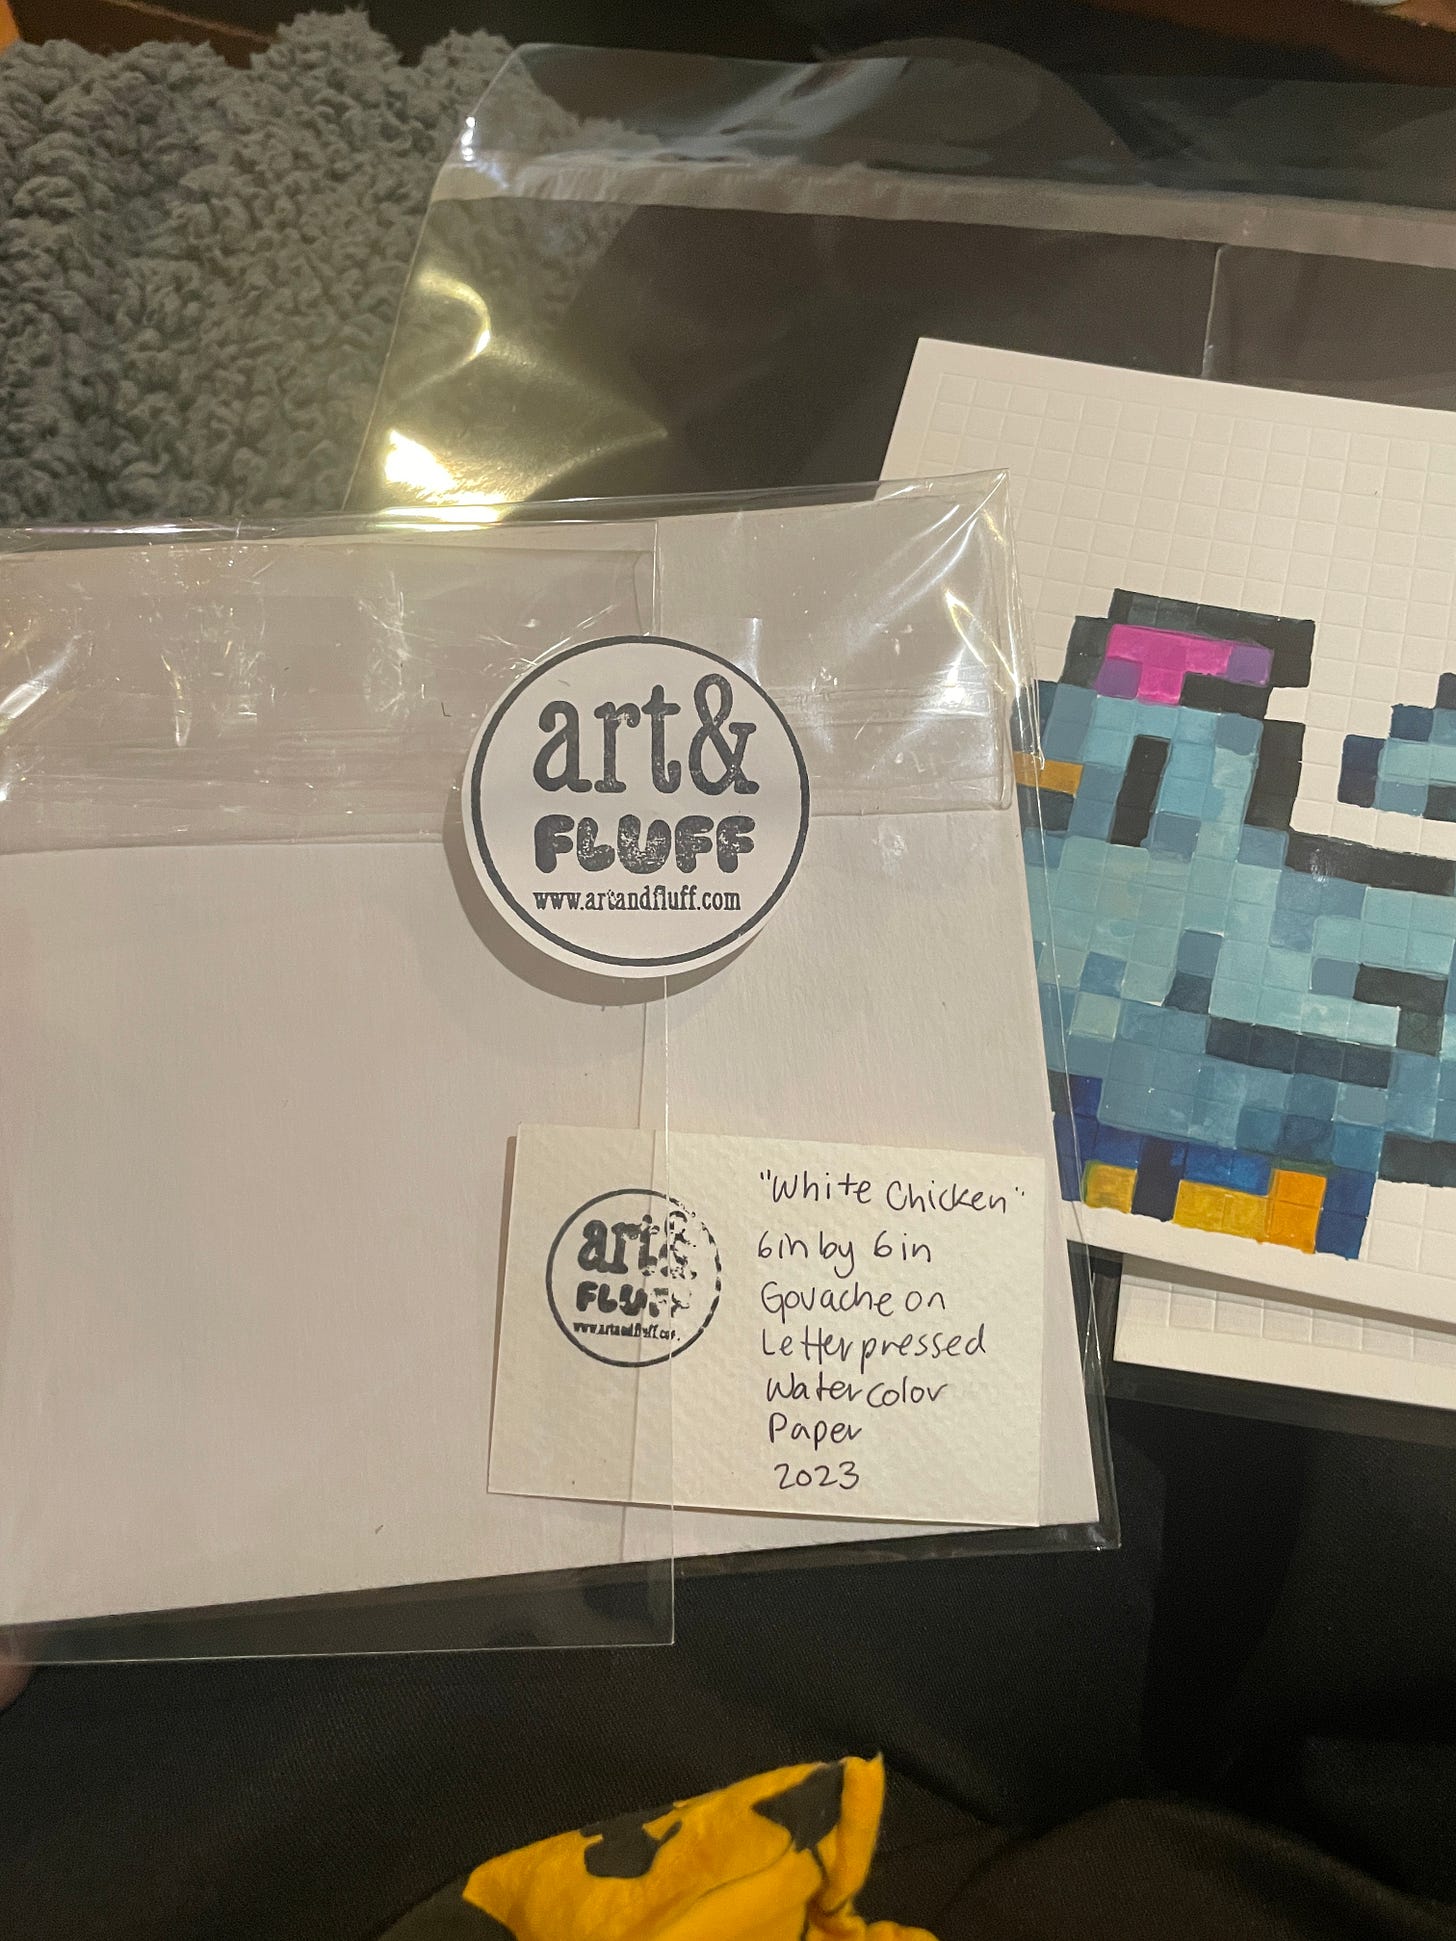 art&
FLUFF
www.artandfluff.com
art&
FLUFF
www.artandfluff.com
"White Chicken"
6in by 6in
Gouache on
Letterpressed
Watercolor
Paper
2023